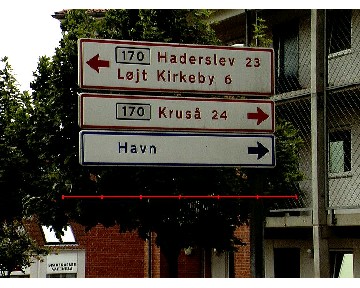 170 Haderslev 23
Løjt Kirkeby 6
170 Kruså 24
Havn